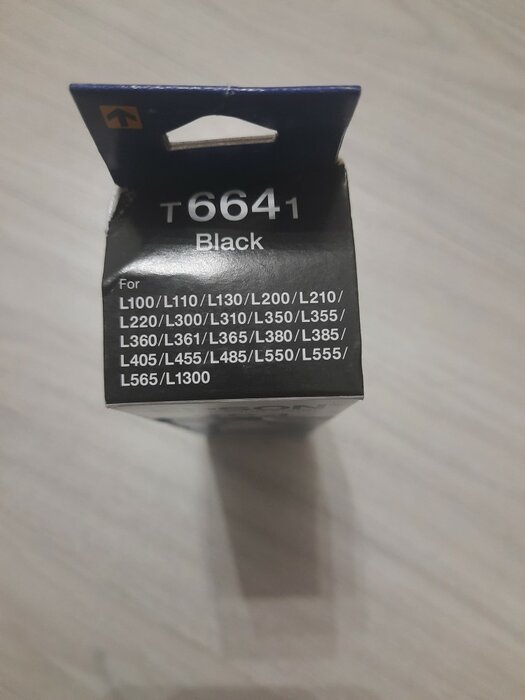 T6641
Black
For
L100/L110/L130/L200/L210/
L220/L300/L310/L350/L355/
L360/L361/L365/L380/L385/
L405/L455/L485/L550/L555/
L565/L1300